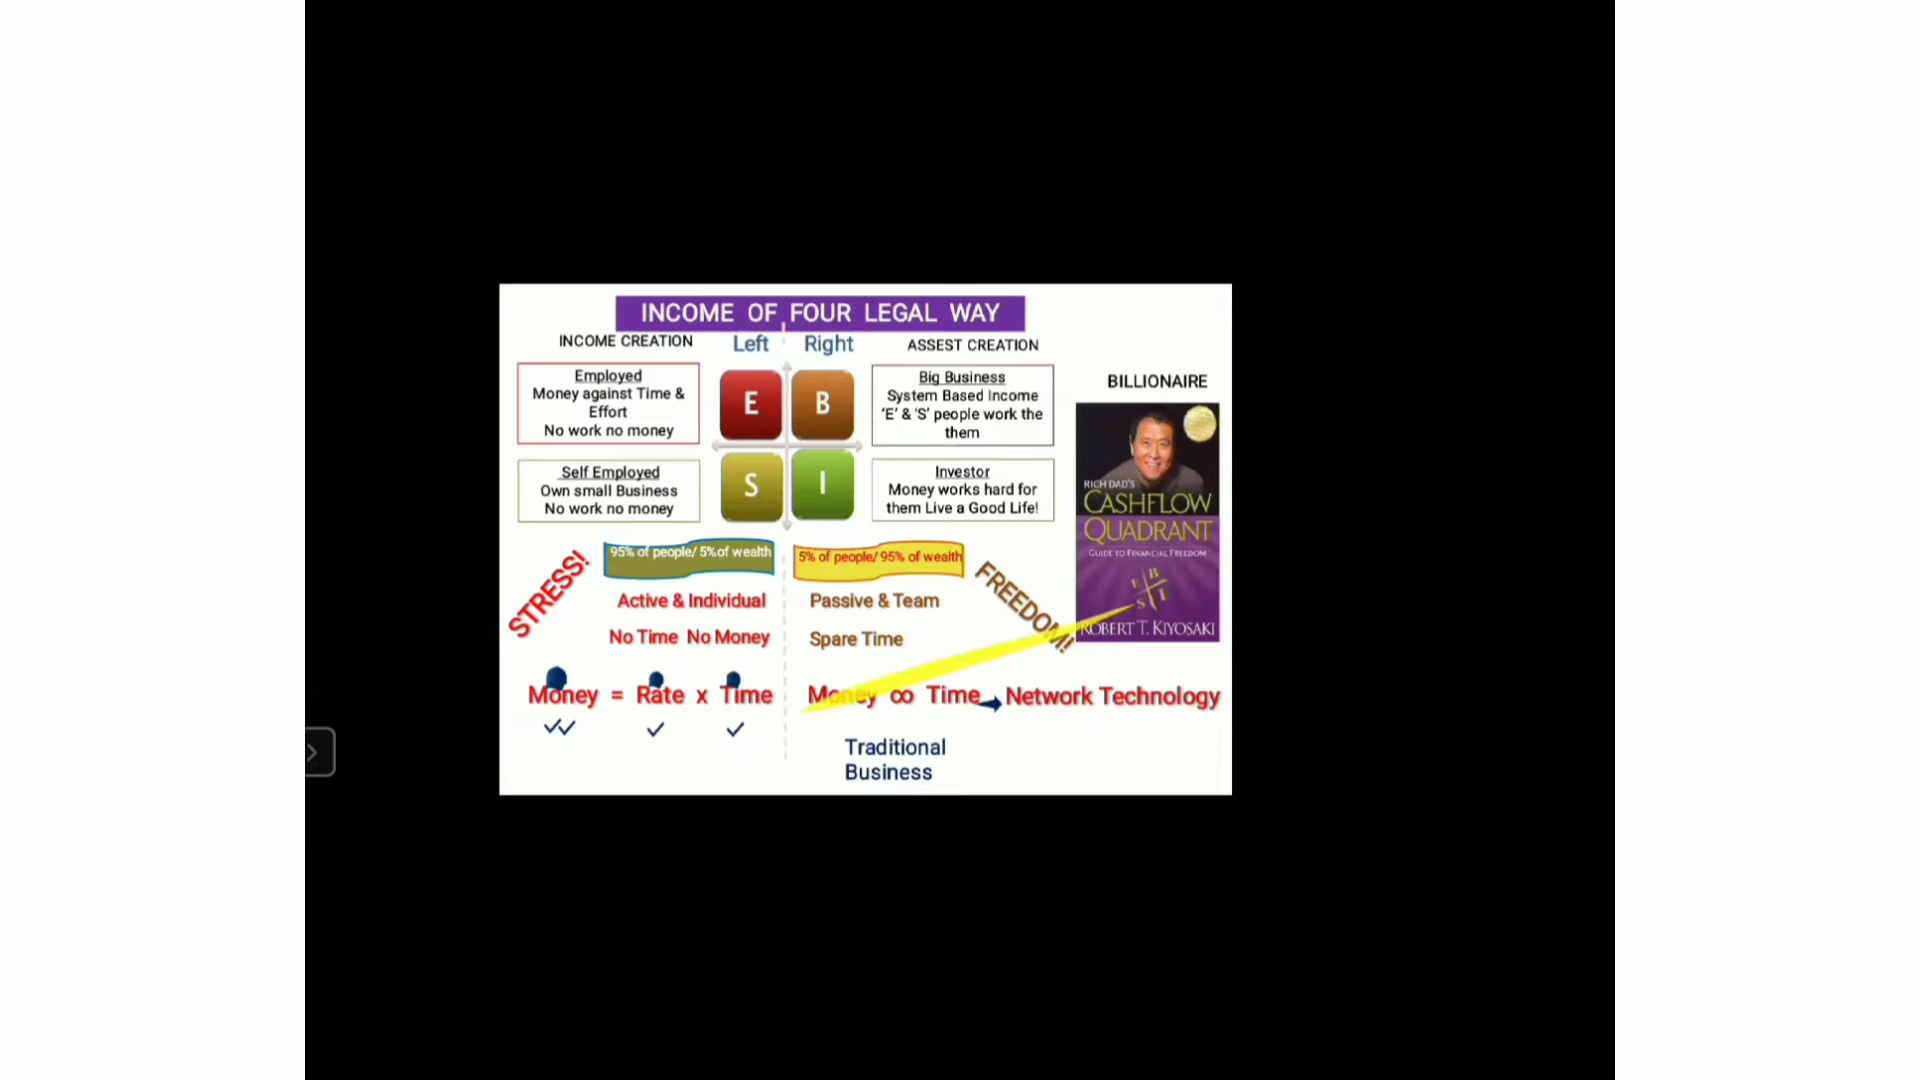 INCOME OF FOUR LEGAL WAY
INCOME CREATION
Left
Right
ASSEST CREATION
Employed
Money against Time &
Effort
No work no money
E
B
Big Business
System Based Income
‘E’ & ‘S’ people work the
them
BILLIONAIRE
Self Employed
Own small Business
No work no money
S
I
Investor
Money works hard for
them Live a Good Life!
RICH DAD'S
CASHFLOW
QUADRANT
GUIDE TO FINANCIAL FREEDOM
E B
S I
ROBERT T. KIYOSAKI
STRESS!
95% of people/ 5%of wealth
5% of people/ 95% of wealth
FREEDOM!
Active & Individual
Passive & Team
No Time No Money
Spare Time
Money = Rate x Time
Money ∞ Time
Network Technology
Traditional
Business